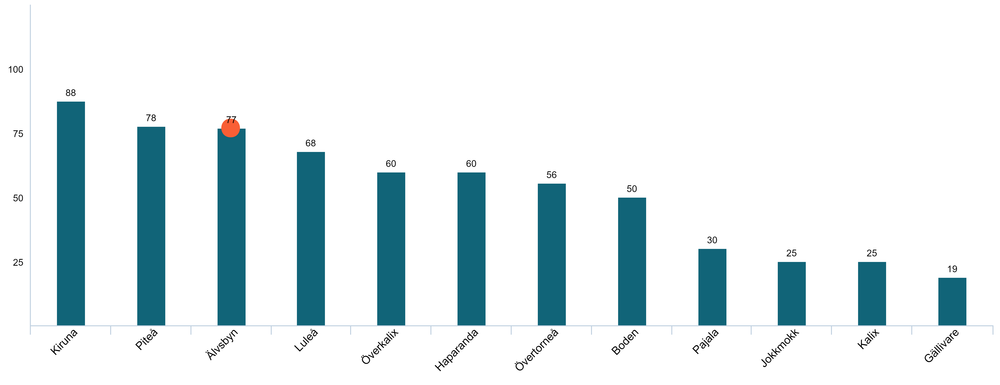 100
75
50
25
88
78
77
68
60
60
56
50
30
25
25
19
Kiruna
Piteå
Älvsbyn
Luleå
Överkalix
Haparanda
Övertorneå
Boden
Pajala
Jokkmokk
Kalix
Gällivare